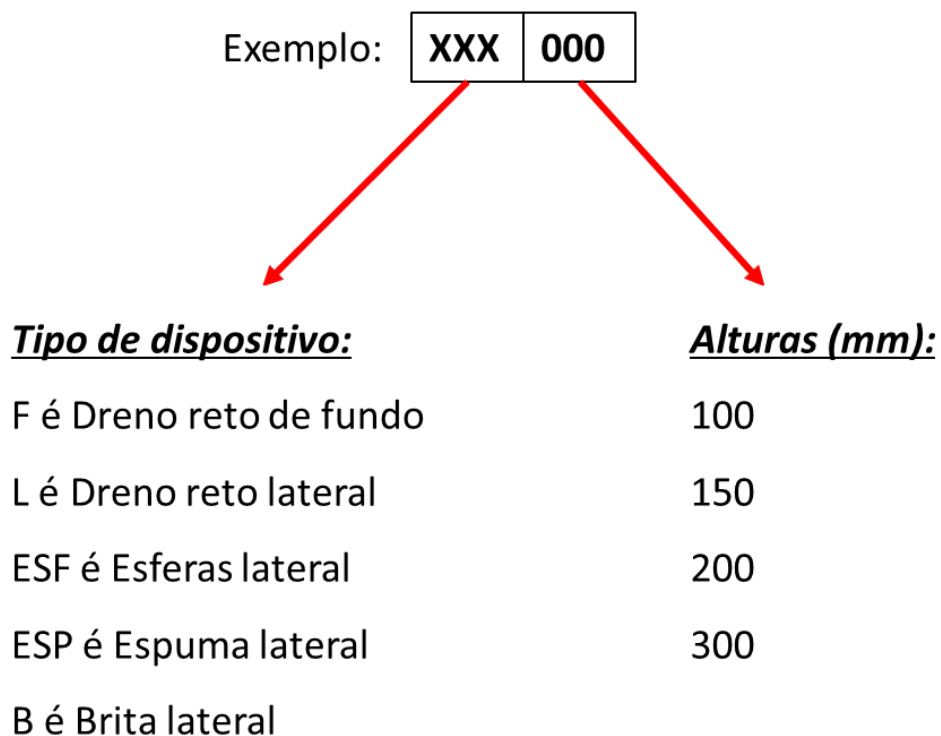 Exemplo: XXX 000
Tipo de dispositivo: Alturas (mm):
F é Dreno reto de fundo 100
L é Dreno reto lateral 150
ESF é Esferas lateral 200
ESP é Espuma lateral 300
B é Brita lateral